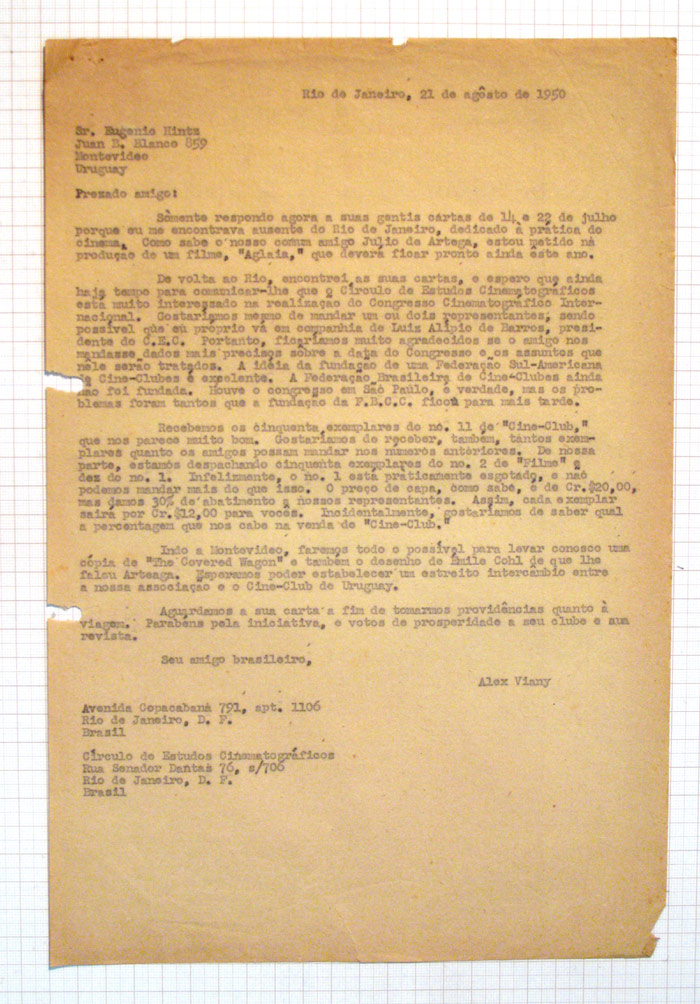 Rio de Janeiro, 21 de agôsto de 1950
Sr. Eugenio Hintz
Juan E. Blanco 859
Montevideo
Uruguay
Prezado amigo:
Sòmente respondo agora a suas gentis cartas de 14 e 22 de julho
porque eu me encontrava ausente do Rio de Janeiro, dedicado à prática do
cinema. Como sabe o nosso comum amigo Julio de Artega, estou metido na
produção de um filme, "Aglaia," que deverá ficar pronto ainda êste ano.
De volta ao Rio, encontrei as suas cartas, e espero que ainda
haja tempo para comunicar-lhe que o Círculo de Estudos Cinematográficos
está muito interessado na realização do Congresso Cinematográfico Inter-
nacional. Gostaríamos mesmo de mandar um ou dois representantes, sendo
possível que eu próprio vá em companhia de Luiz Alípio de Barros, presi-
dente do C.E.C. Portanto, ficaríamos muito agradecidos se o amigo nos
mandasse dados mais precisos sôbre a data do Congresso e os assuntos que
nele serão tratados. A idéia da fundação de uma Federação Sul-Americana
de Cine-Clubes é excelente. A Federação Brasileira de Cine-Clubes ainda
não foi fundada. Houve o congresso em São Paulo, é verdade, mas os pro-
blemas foram tantos que a fundação da F.B.C.C. ficou para mais tarde.
Recebemos os cinquenta exemplares do no. 11 de "Cine-Club,"
que nos parece muito bom. Gostaríamos de receber, também, tantos exem-
plares quanto os amigos possam mandar nos números anteriores. De nossa
parte, estamos despachando cinquenta exemplares do no. 2 de "Filme" e
dez do no. 1. Infelizmente, o no. 1 está pràticamente esgotado, e não
podemos mandar mais do que isso. O preço de capa, como sabe, é de Cr.$20,00,
mas damos 30% de abatimento a nossos representantes. Assim, cada exemplar
sairá por Cr.$12,00 para vocês. Incidentalmente, gostaríamos de saber qual
a percentagem que nos cabe na venda de "Cine-Club."
Indo a Montevideo, faremos todo o possível para levar conosco uma
cópia de "The Covered Wagon" e também o desenho de Émile Cohl de que lhe
falou Arteaga. Esperamos poder estabelecer um estreito intercâmbio entre
a nossa associação e o Cine-Club de Uruguay.
Aguardamos a sua carta a fim de tomarmos providências quanto à
viagem. Parabéns pela iniciativa, e votos de prosperidade a seu clube e sua
revista.
Seu amigo brasileiro,
Alex Viany
Avenida Copacabana 791, apt. 1106
Rio de Janeiro, D. F.
Brasil
Círculo de Estudos Cinematográficos
Rua Senador Dantas 76, s/706
Rio de Janeiro, D. F.
Brasil